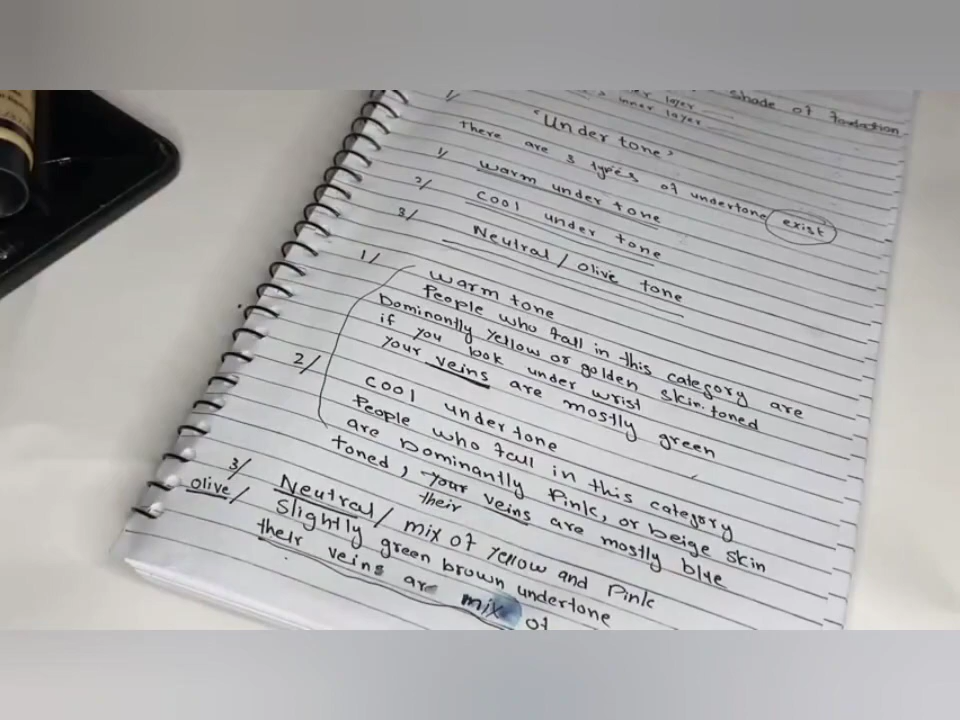 shade of foundation
inner layer
"Under tone"
There are 3 types of undertone exist
1/ warm under tone
2/ cool under tone
3/ Neutral / olive tone
1/ warm tone
People who fall in this category are
Dominontly Yellow or golden skin.toned
if you look under wrist
your veins are mostly green
2/ cool under tone
People who fall in this category
are Dominantly Pink, or beige skin
toned, your veins are mostly blue
their
3/ Neutral / mix of yellow and Pink
olive/ Slightly green brown undertone
their veins are mix of